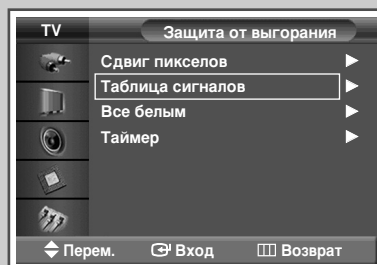 TV
Защита от выгорания
Сдвиг пикселов
Таблица сигналов
Все белым
Таймер
Перем. Вход Возврат